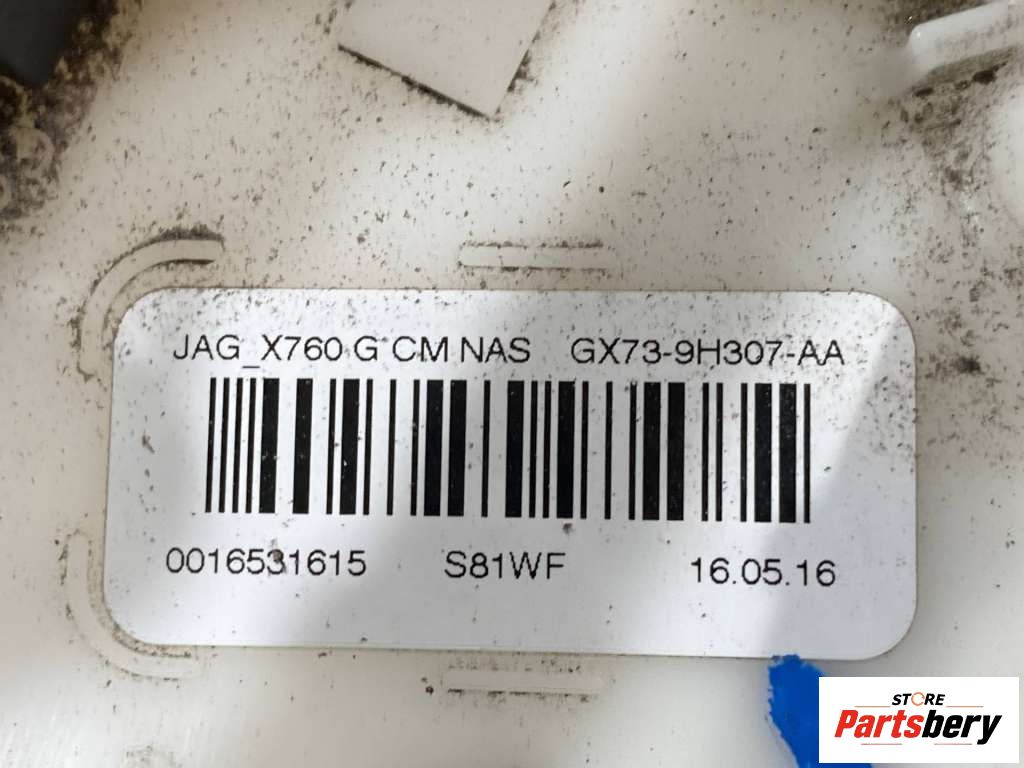 JAG_X760 G CM NAS GX73-9H307-AA
0016531615 S81WF 16.05.16
STORE
Partsbery